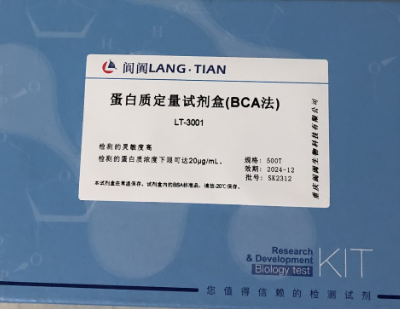 阆阗LANG·TIAN
蛋白质定量试剂盒(BCA法)
LT-3001
检测的灵敏度高
检测的蛋白质浓度下限可达20μg/mL。
规格: 500T
效期: 2024-12
批号: SK2312
本试剂盒在常温保存。试剂盒内的BSA标准品，请放-20℃保存。
重庆阆阗生物科技有限公司
Research
& Development
Biology test
KIT
您值得信赖的检测试剂